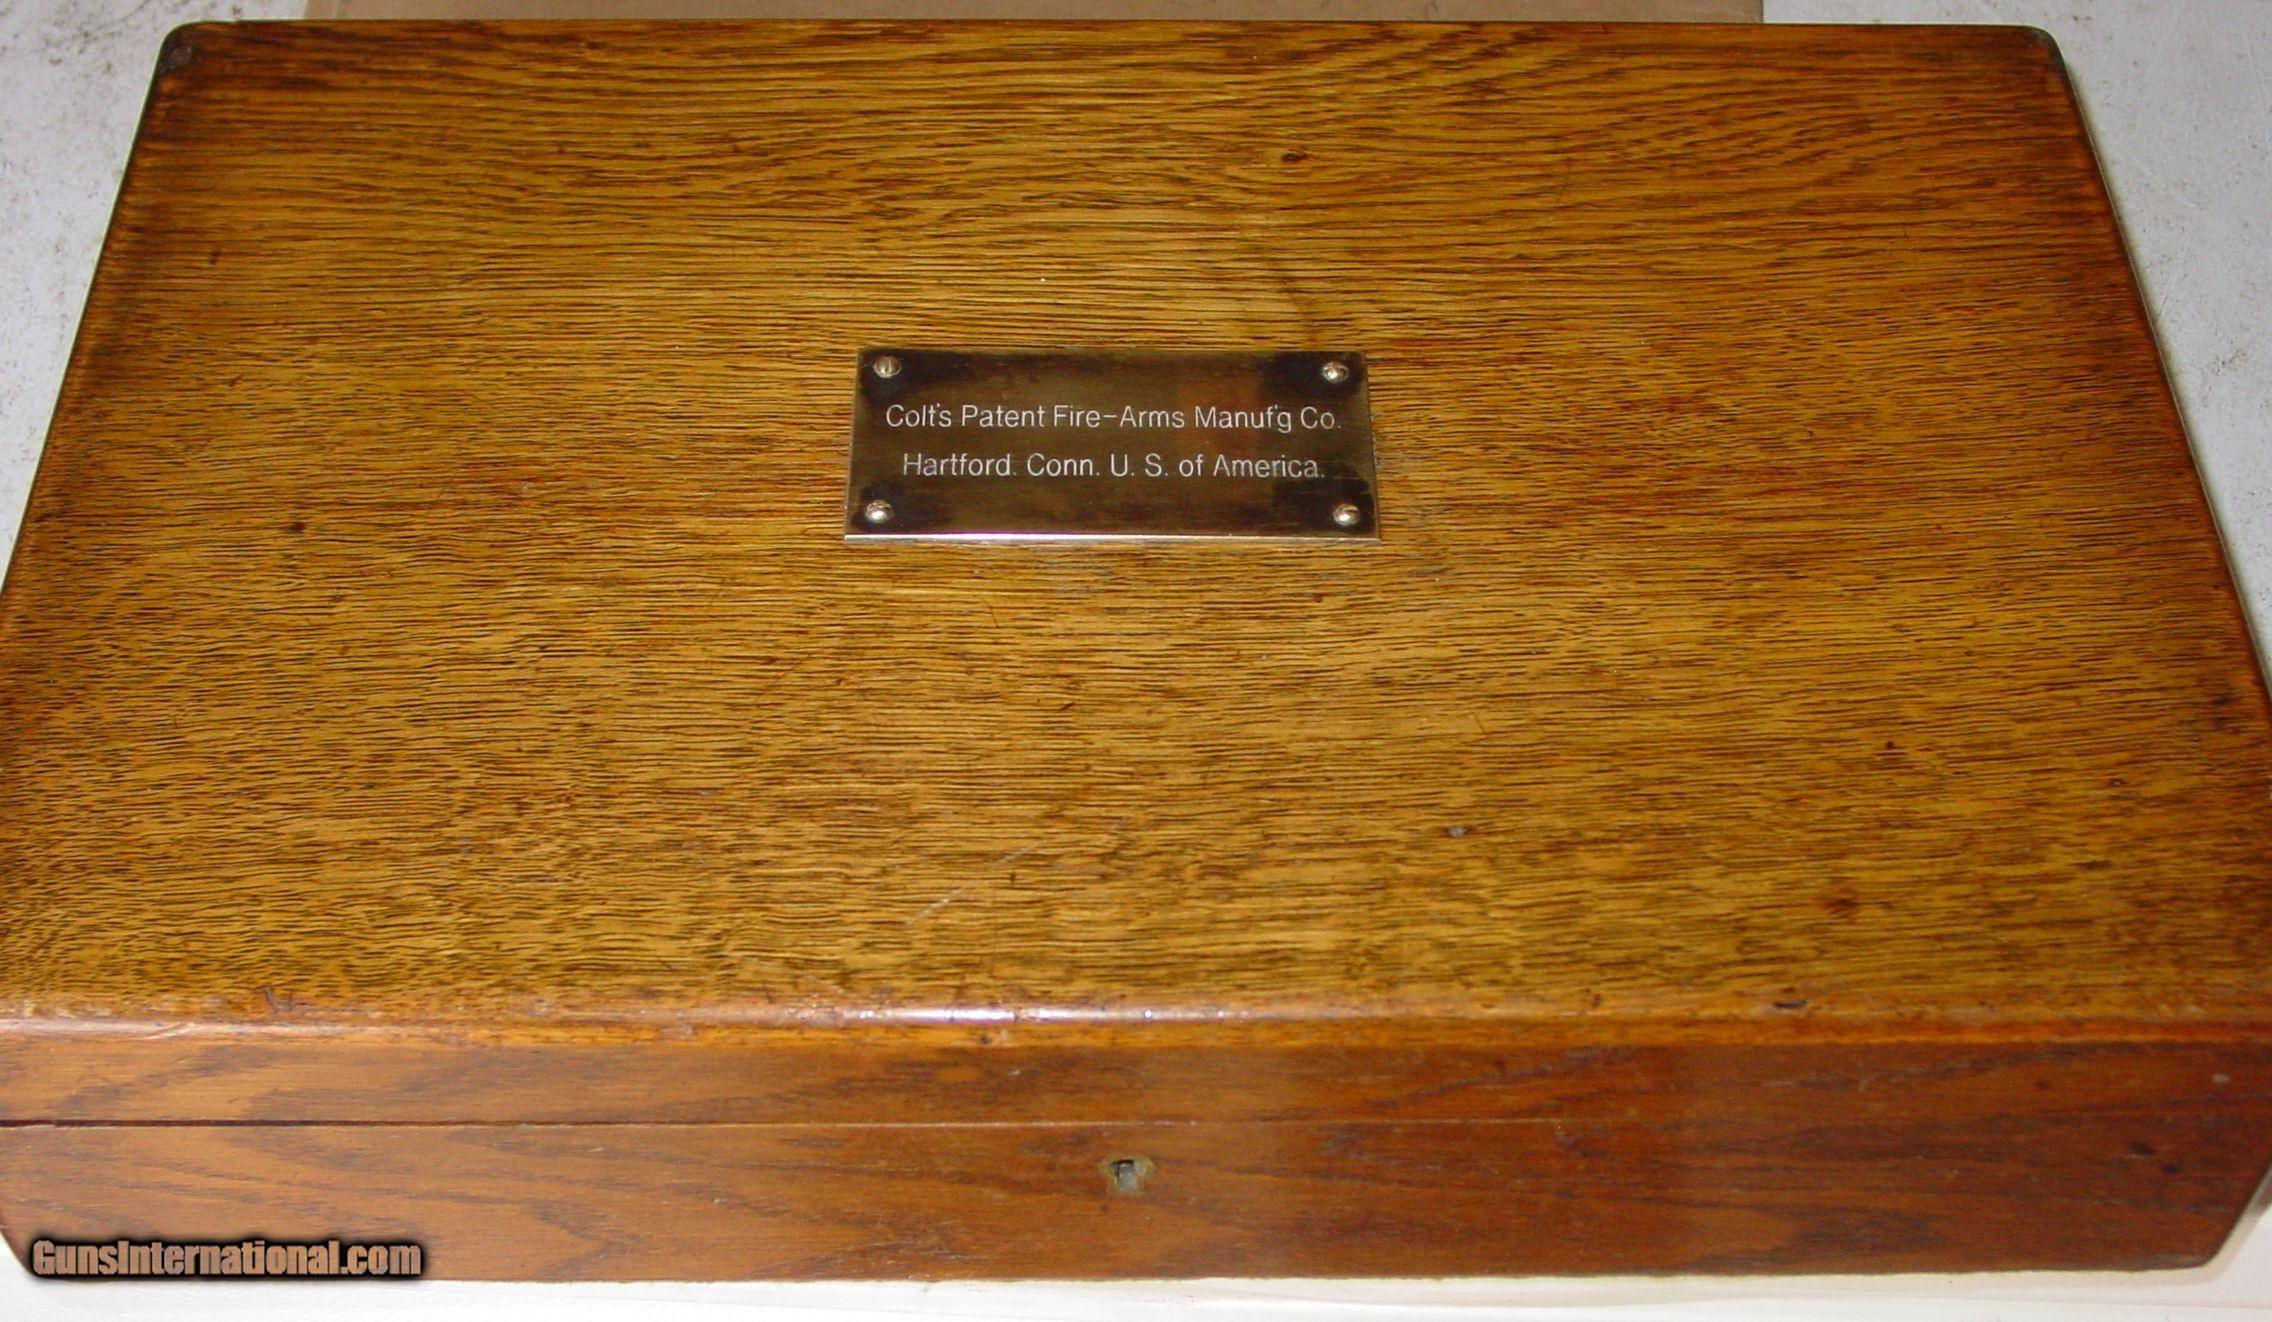 Colt's Patent Fire-Arms Manuf'g Co.
Hartford. Conn. U. S. of America.
GunsInternational.com